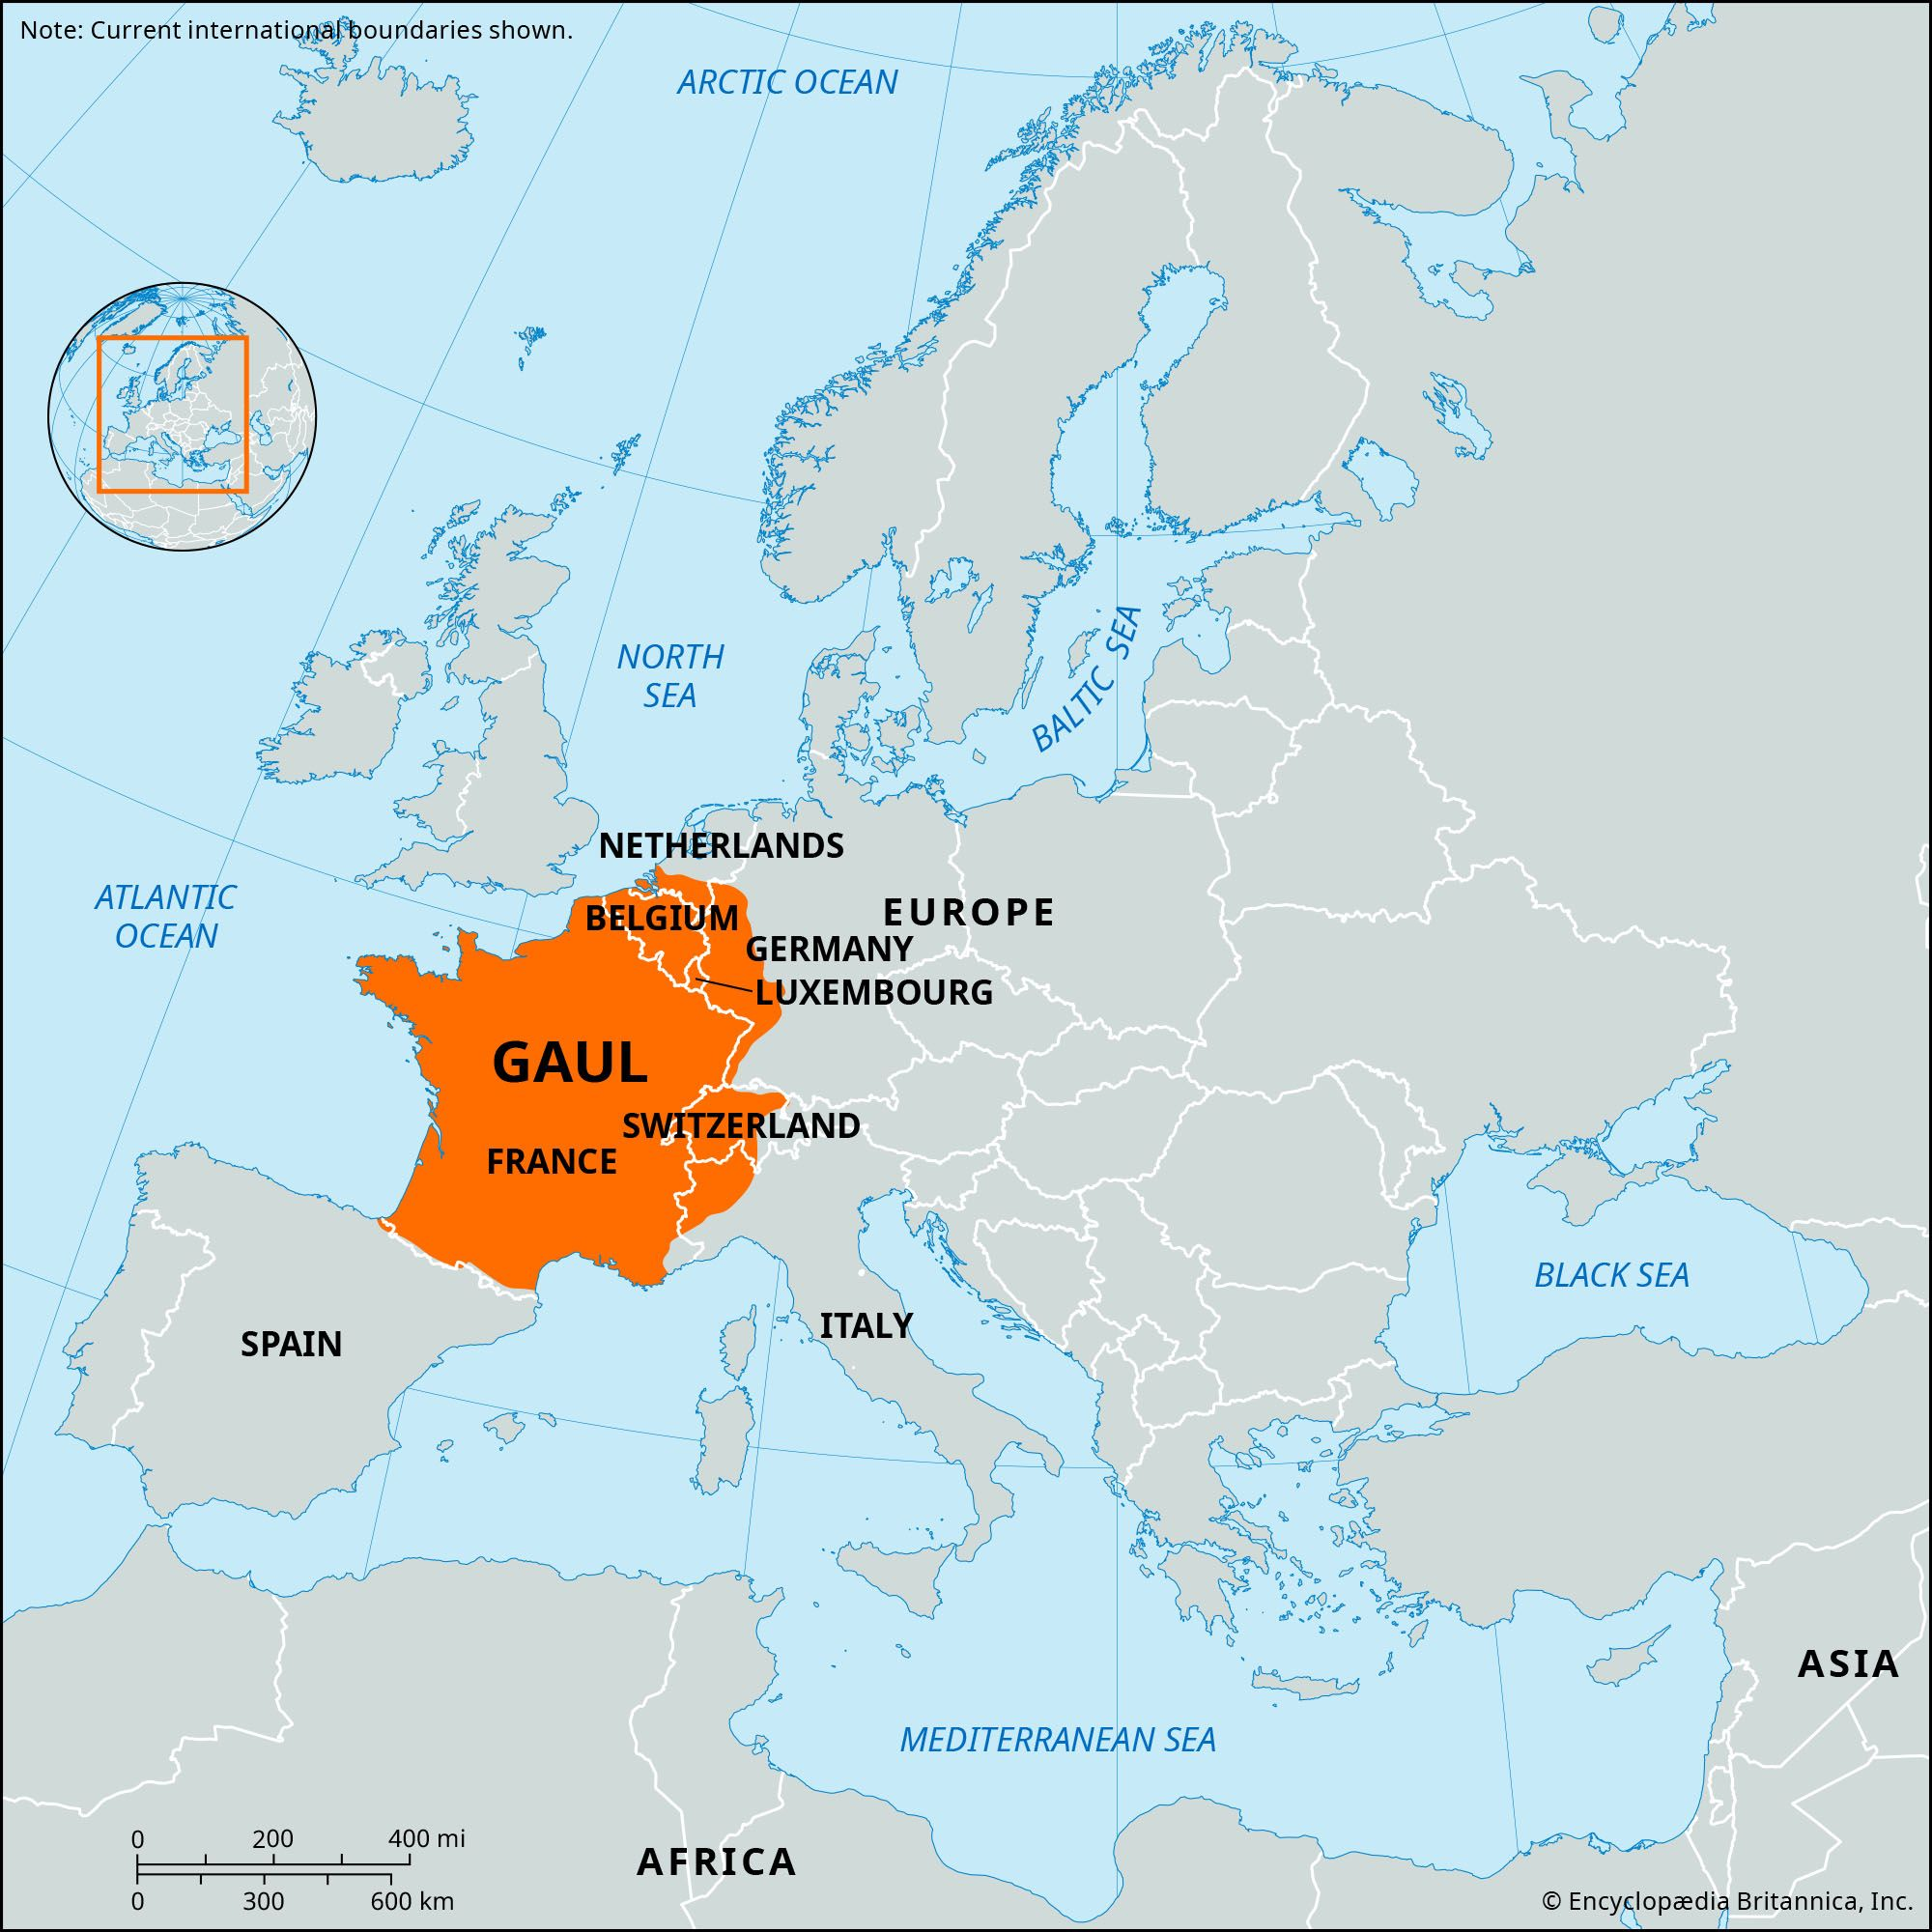 Note: Current international boundaries shown.
ARCTIC OCEAN
NORTH
SEA
BALTIC SEA
NETHERLANDS
ATLANTIC
OCEAN
EUROPE
BELGIUM
GERMANY
LUXEMBOURG
GAUL
SWITZERLAND
FRANCE
BLACK SEA
ITALY
SPAIN
ASIA
MEDITERRANEAN SEA
0 200 400 mi
AFRICA
0 300 600 km
© Encyclopædia Britannica, Inc.